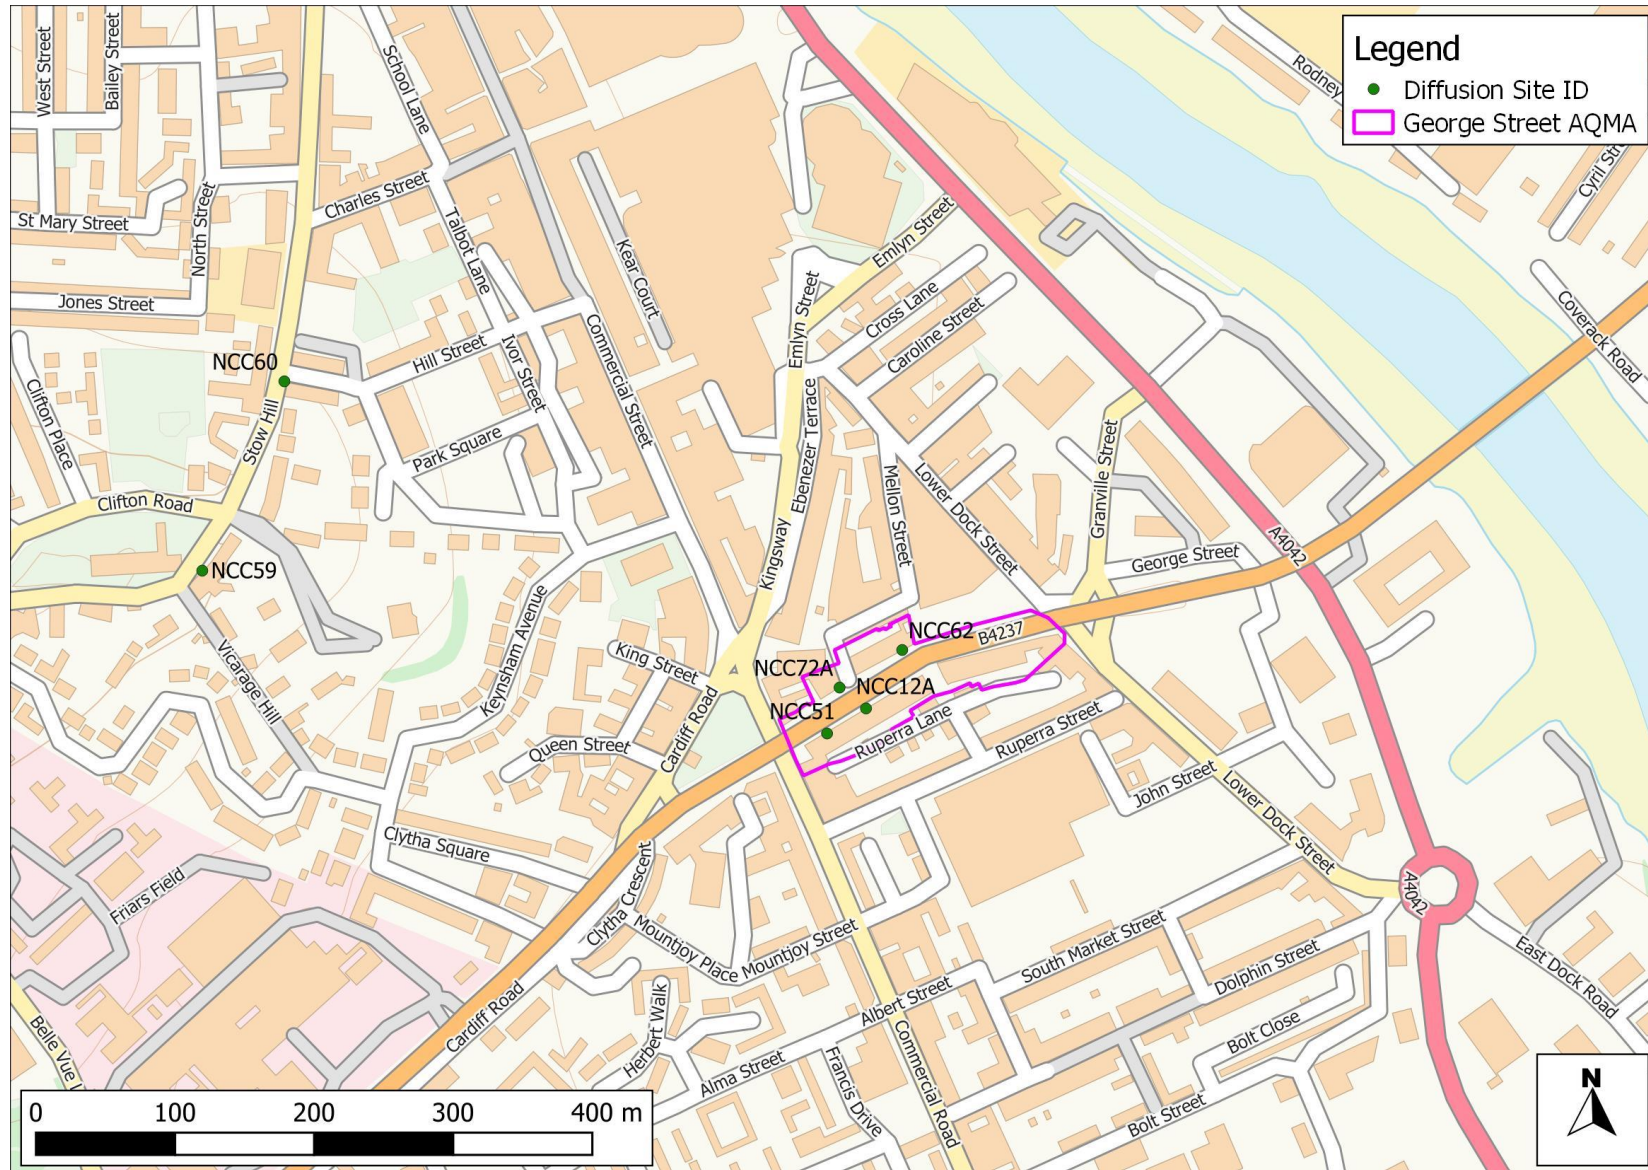 Legend
Diffusion Site ID
George Street AQMA
West Street
Bailey Street
School Lane
Rodney
Cyril Str
Charles Street
St Mary Street
North Street
Talbot Lane
Kear Court
Emlyn Street
Jones Street
Emlyn Street
Cross Lane
Caroline Street
Coverack Road
NCC60
Hill Street
Ivor Street
Commercial Street
Clifton Place
Stow Hill
Park Square
Ebenezer Terrace
Mellon Street
Lower Dock Street
Granville Street
Clifton Road
Kingsway
George Street
A4042
NCC59
Keynsham Avenue
Vicarage Hill
King Street
NCC62
B4237
NCC72A
NCC12A
NCC51
Cardiff Road
Queen Street
Ruperra Lane
Ruperra Street
John Street
Lower Dock Street
Clytha Square
Friars Field
Clytha Crescent
Mountjoy Place
Mountjoy Street
A4042
South Market Street
Dolphin Street
East Dock Road
Albert Street
Cardiff Road
Herbert Walk
Alma Street
Francis Drive
Commercial Road
Bolt Close
Bolt Street
Belle Vue L
N
0 100 200 300 400 m